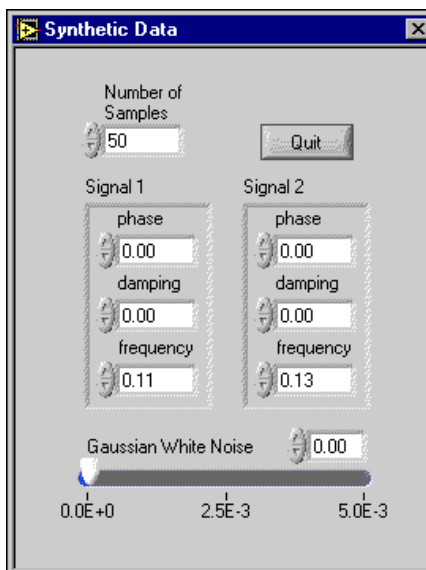 Synthetic Data
Number of
Samples
50
Quit
Signal 1
Signal 2
phase
0.00
damping
0.00
frequency
0.11
phase
0.00
damping
0.00
frequency
0.13
Gaussian White Noise
0.00
0.0E+0
2.5E-3
5.0E-3